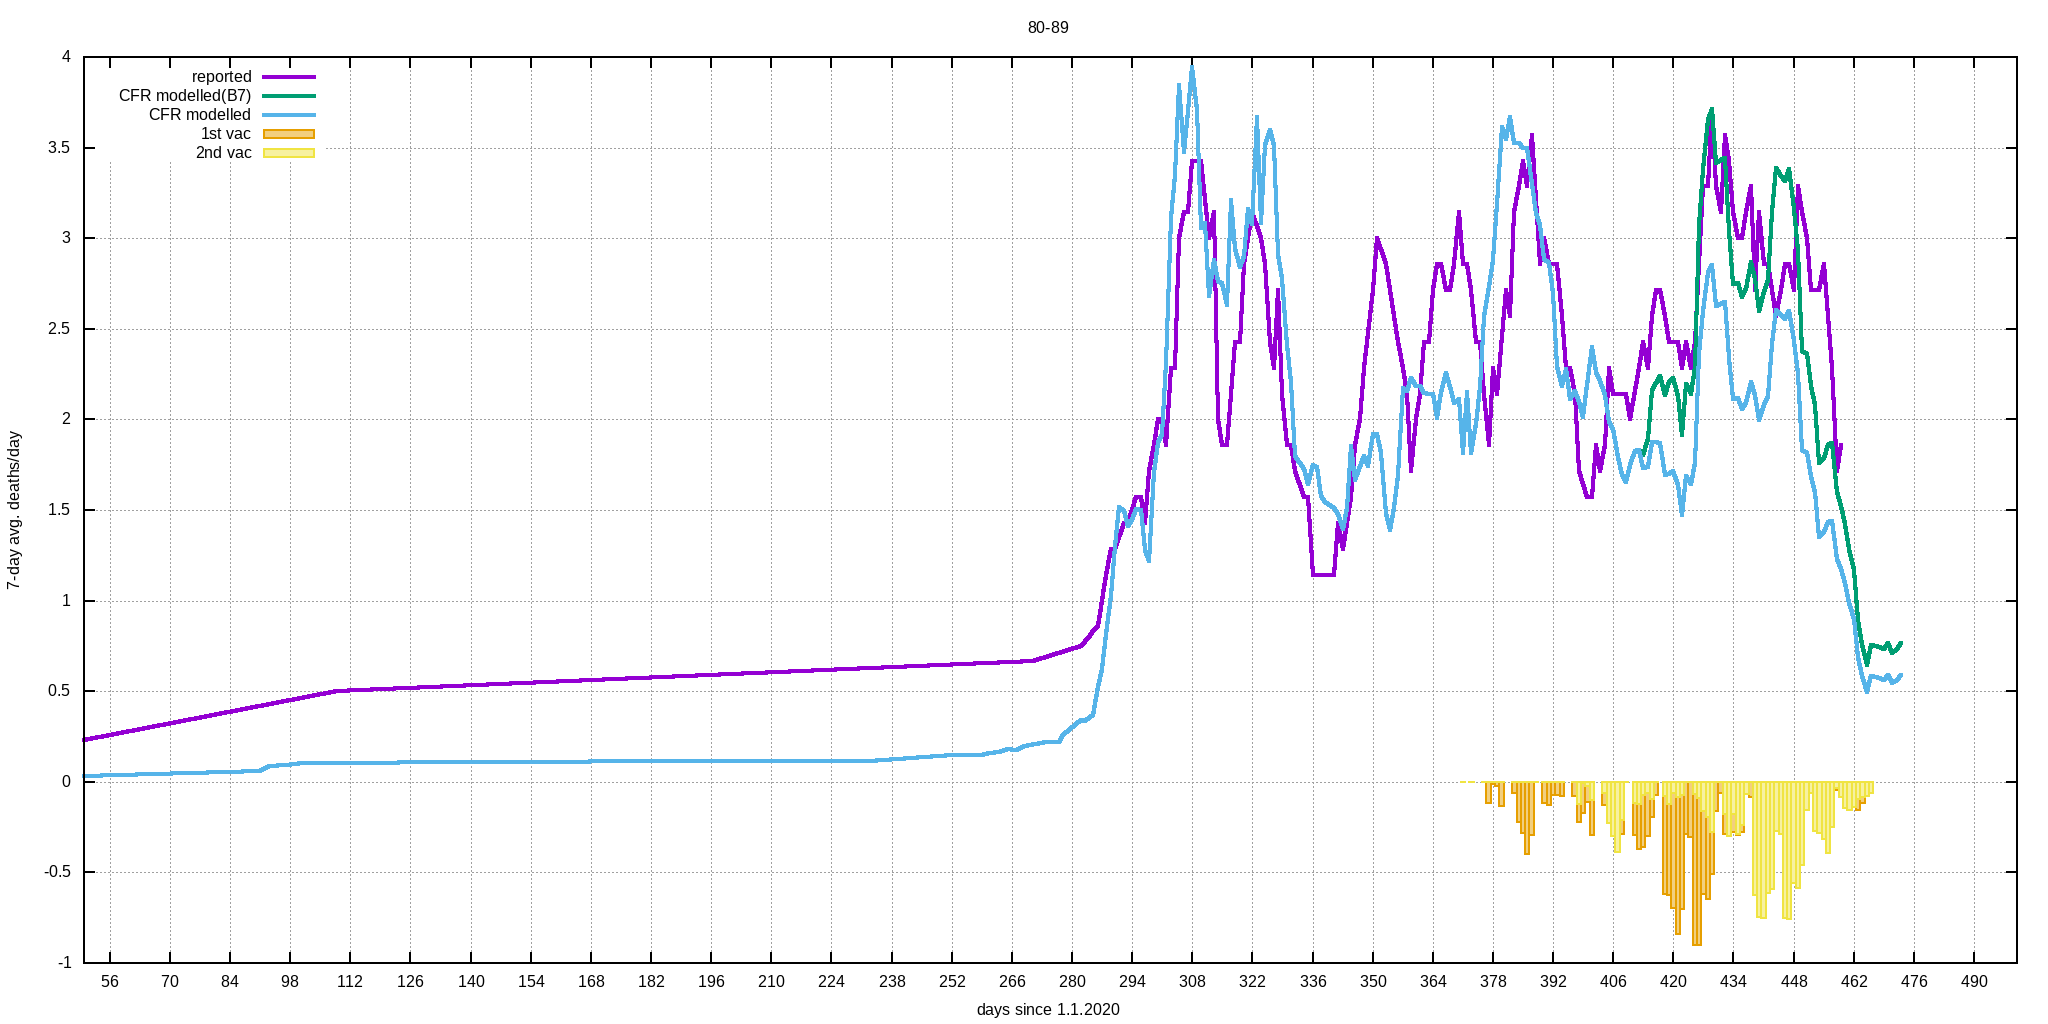 80-89
reported
CFR modelled(B7)
CFR modelled
1st vac
2nd vac
4
3.5
3
2.5
2
1.5
1
0.5
0
-0.5
-1
7-day avg. deaths/day
56 70 84 98 112 126 140 154 168 182 196 210 224 238 252 266 280 294 308 322 336 350 364 378 392 406 420 434 448 462 476 490
days since 1.1.2020